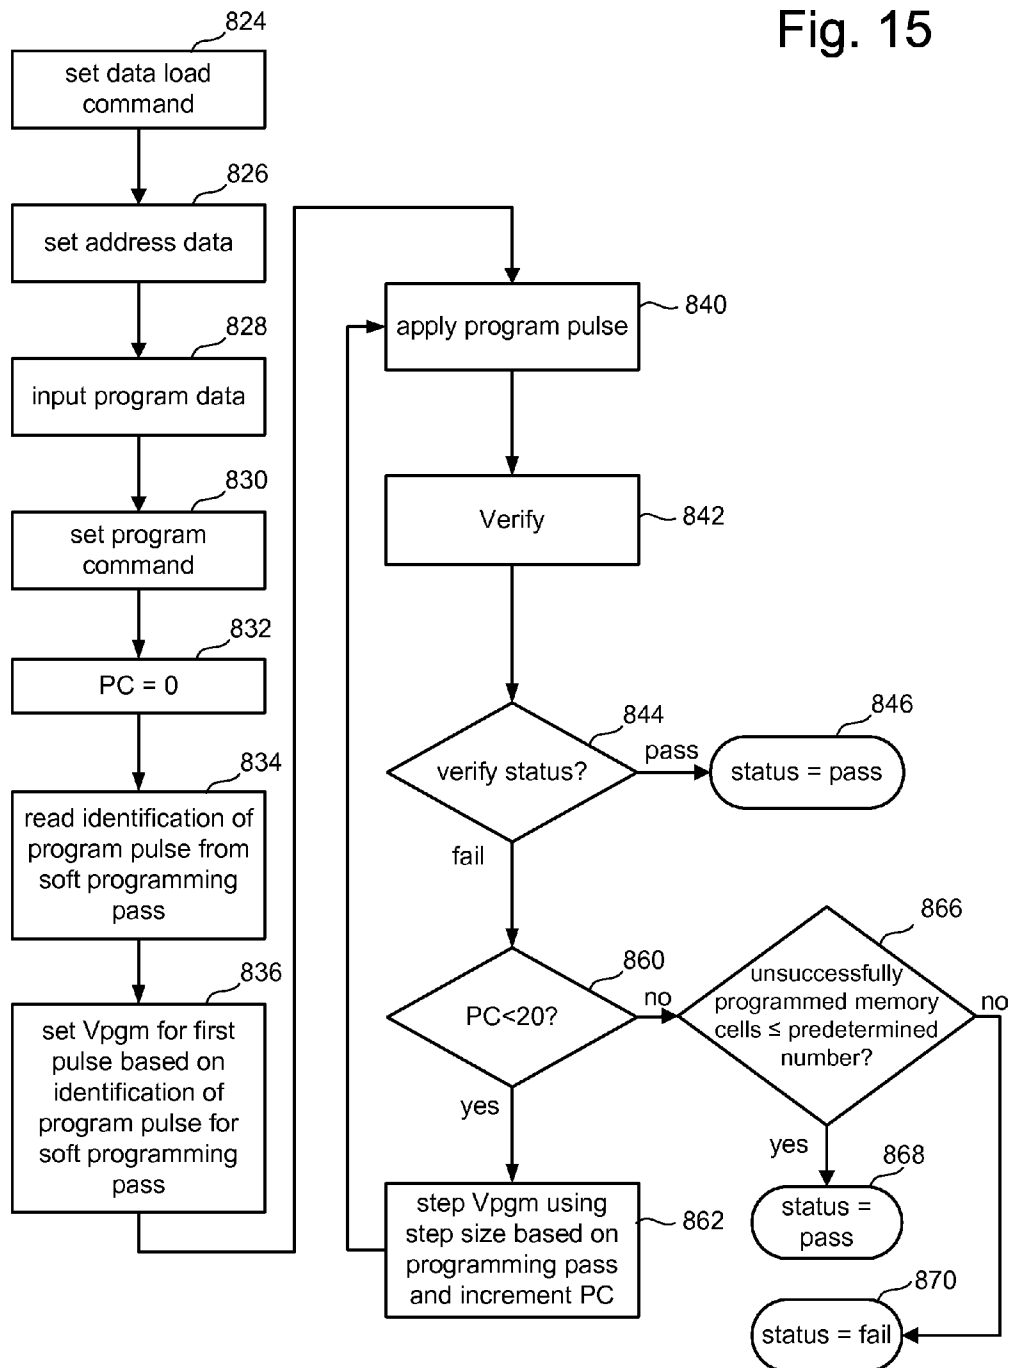 Fig. 15
824
set data load
command
826
set address data
828
input program data
830
set program
command
832
PC = 0
834
read identification of
program pulse from
soft programming
pass
836
set Vpgm for first
pulse based on
identification of
program pulse for
soft programming
pass
840
apply program pulse
842
Verify
844
verify status?
pass
846
status = pass
fail
860
PC<20?
no
866
unsuccessfully
programmed memory
cells ≤ predetermined
number?
no
yes
862
step Vpgm using
step size based on
programming pass
and increment PC
yes
868
status =
pass
870
status = fail